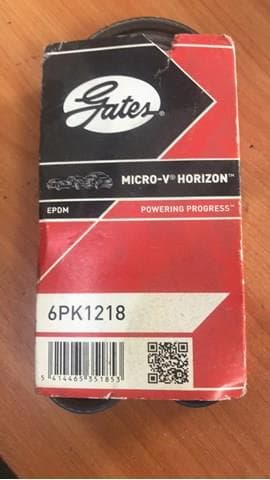 Gates®
MICRO-V® HORIZON™
EPDM
POWERING PROGRESS™
6PK1218
5 414465 351853